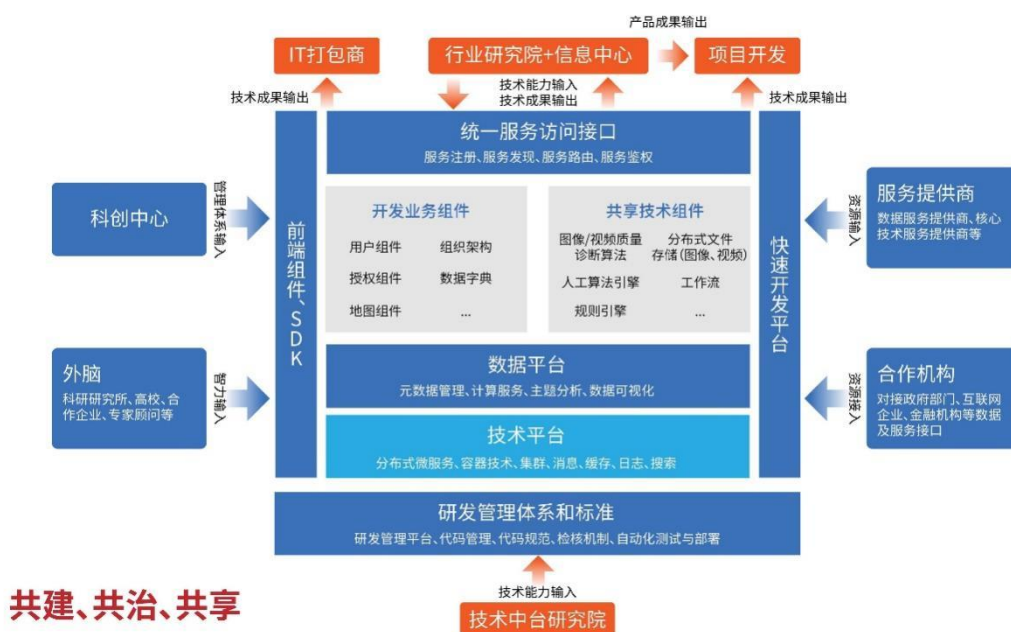 产品成果输出
IT打包商
行业研究院+信息中心
项目开发
技术成果输出
技术能力输入
技术成果输出
技术成果输出
统一服务访问接口
服务注册、服务发现、服务路由、服务鉴权
科创中心
管理体系输入
前端组件、SDK
开发业务组件
用户组件
组织架构
授权组件
数据字典
地图组件
...
共享技术组件
图像/视频质量
诊断算法
分布式文件
存储(图像、视频)
人工算法引擎
工作流
规则引擎
...
快速开发平台
资源输入
服务提供商
数据服务提供商、核心
技术服务提供商等
外脑
科研研究所、高校、合
作企业、专家顾问等
智力输入
数据平台
元数据管理、计算服务、主题分析、数据可视化
技术平台
分布式微服务、容器技术、集群、消息、缓存、日志、搜索
资源接入
合作机构
对接政府部门、互联网
企业、金融机构等数据
及服务接口
研发管理体系和标准
研发管理平台、代码管理、代码规范、检核机制、自动化测试与部署
技术能力输入
技术中台研究院
共建、共治、共享